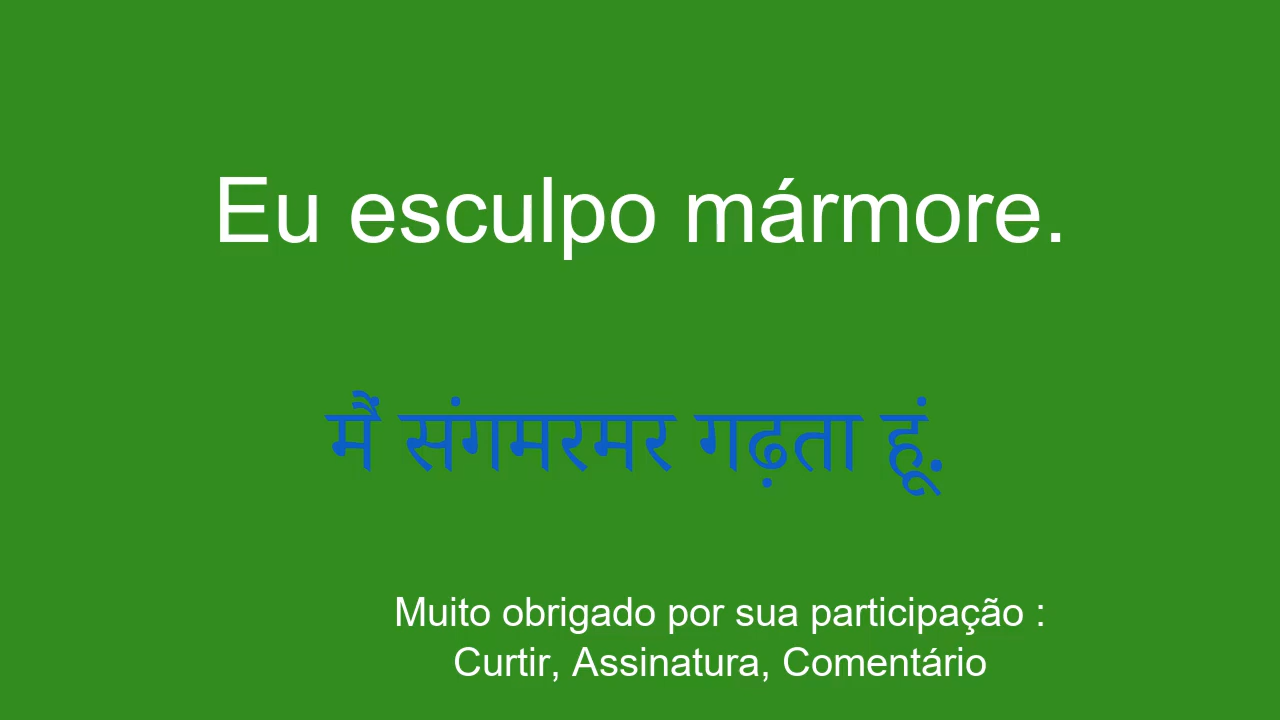 Eu esculpo mármore.
मैं संगमरमर गढ़ता हूं.
Muito obrigado por sua participação :
Curtir, Assinatura, Comentário